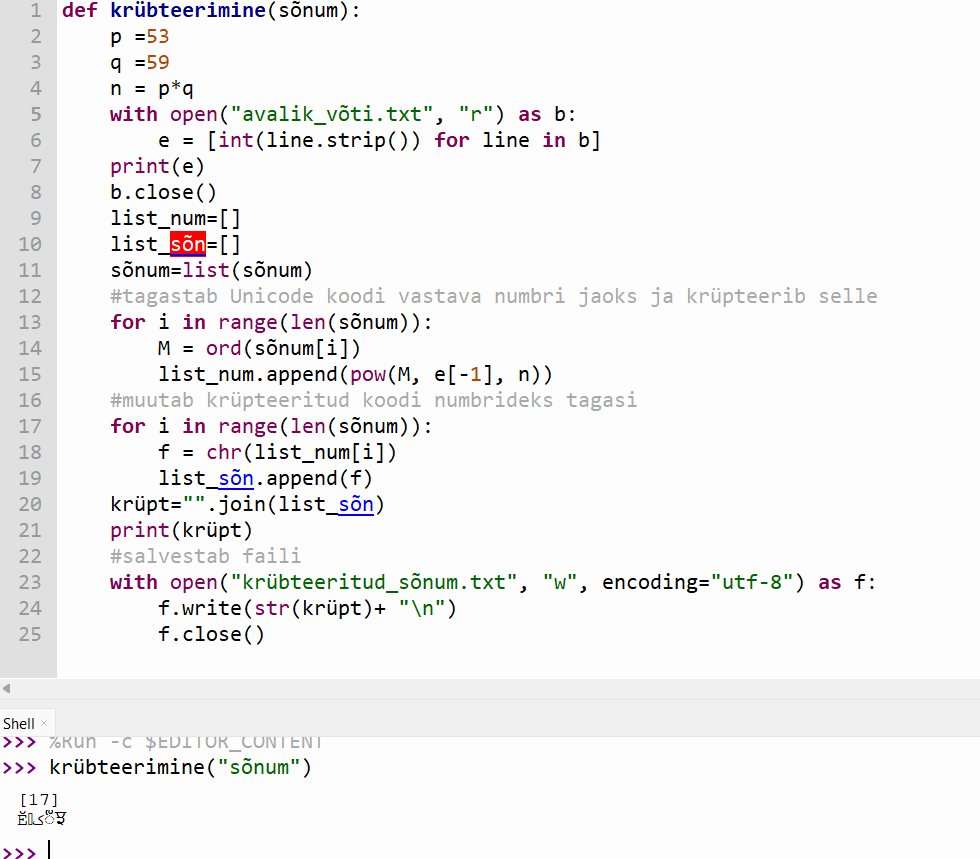 1 def krübteerimine(sõnum):
2     p =53
3     q =59
4     n = p*q
5     with open("avalik_võti.txt", "r") as b:
6         e = [int(line.strip()) for line in b]
7     print(e)
8     b.close()
9     list_num=[]
10     list_sõn=[]
11     sõnum=list(sõnum)
12     #tagastab Unicode koodi vastava numbri jaoks ja krüpteerib selle
13     for i in range(len(sõnum)):
14         M = ord(sõnum[i])
15         list_num.append(pow(M, e[-1], n))
16     #muutab krüpteeritud koodi numbrideks tagasi
17     for i in range(len(sõnum)):
18         f = chr(list_num[i])
19         list_sõn.append(f)
20     krüpt="".join(list_sõn)
21     print(krüpt)
22     #salvestab faili
23     with open("krübteeritud_sõnum.txt", "w", encoding="utf-8") as f:
24         f.write(str(krüpt)+ "\n")
25         f.close()
Shell ×
>>> %Run -c $EDITOR_CONTENT
>>> krübteerimine("sõnum")
[17]
>>>